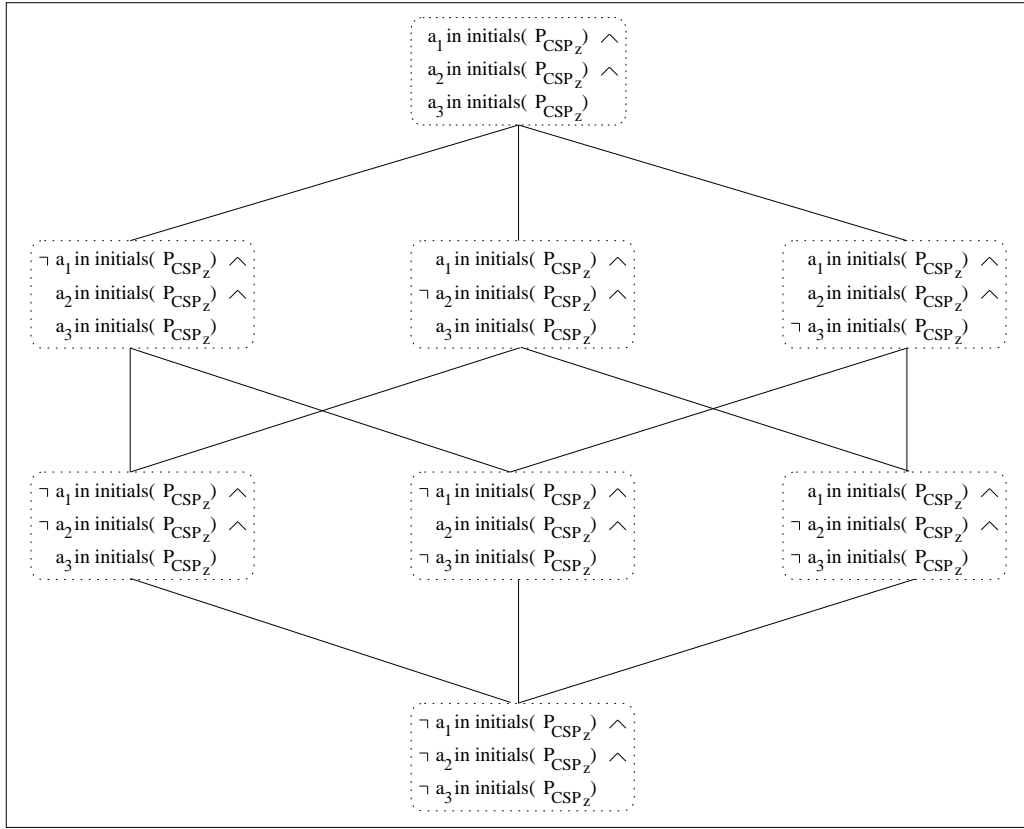 a1 in initials( PCSPZ) ∧
a2 in initials( PCSPZ) ∧
a3 in initials( PCSPZ)
¬ a1 in initials( PCSPZ) ∧
a2 in initials( PCSPZ) ∧
a3 in initials( PCSPZ)
a1 in initials( PCSPZ) ∧
¬ a2 in initials( PCSPZ) ∧
a3 in initials( PCSPZ)
a1 in initials( PCSPZ) ∧
a2 in initials( PCSPZ) ∧
¬ a3 in initials( PCSPZ)
¬ a1 in initials( PCSPZ) ∧
¬ a2 in initials( PCSPZ) ∧
a3 in initials( PCSPZ)
¬ a1 in initials( PCSPZ) ∧
a2 in initials( PCSPZ) ∧
¬ a3 in initials( PCSPZ)
a1 in initials( PCSPZ) ∧
¬ a2 in initials( PCSPZ) ∧
¬ a3 in initials( PCSPZ)
¬ a1 in initials( PCSPZ) ∧
¬ a2 in initials( PCSPZ) ∧
¬ a3 in initials( PCSPZ)